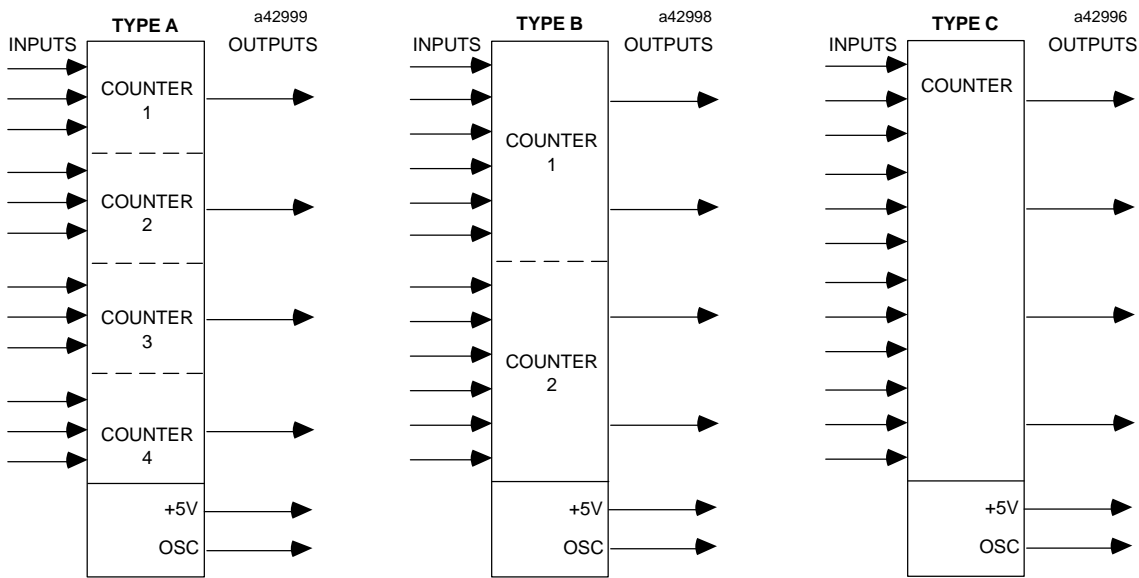 TYPE A
a42999
INPUTS
OUTPUTS
COUNTER
1
COUNTER
2
COUNTER
3
COUNTER
4
+5V
OSC
TYPE B
a42998
INPUTS
OUTPUTS
COUNTER
1
COUNTER
2
+5V
OSC
TYPE C
a42996
INPUTS
OUTPUTS
COUNTER
+5V
OSC